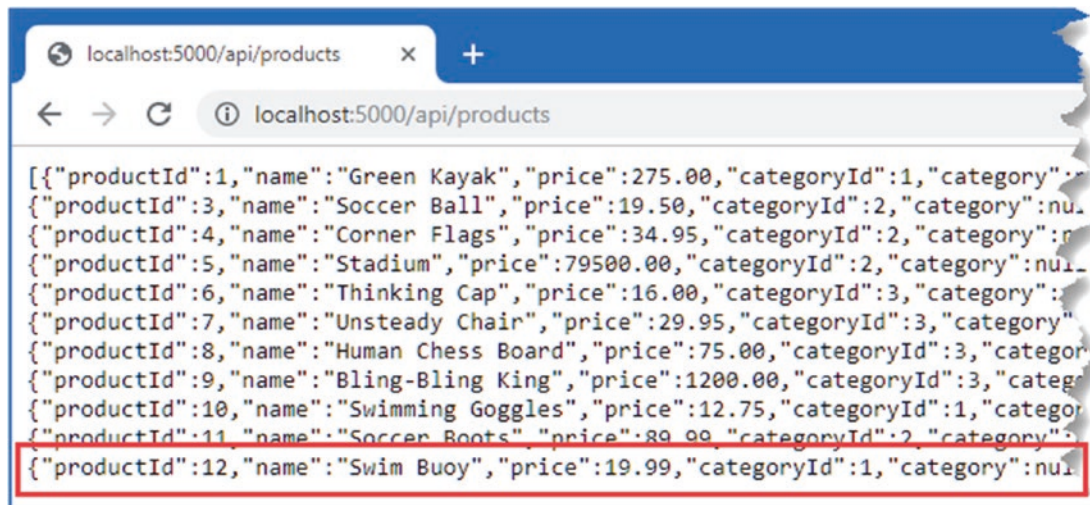 localhost:5000/api/products
localhost:5000/api/products
[{"productId":1,"name":"Green Kayak","price":275.00,"categoryId":1,"category":
{"productId":3,"name":"Soccer Ball","price":19.50,"categoryId":2,"category":nul
{"productId":4,"name":"Corner Flags","price":34.95,"categoryId":2,"category":
{"productId":5,"name":"Stadium","price":79500.00,"categoryId":2,"category":nul
{"productId":6,"name":"Thinking Cap","price":16.00,"categoryId":3,"category":
{"productId":7,"name":"Unsteady Chair","price":29.95,"categoryId":3,"category"
{"productId":8,"name":"Human Chess Board","price":75.00,"categoryId":3,"categor
{"productId":9,"name":"Bling-Bling King","price":1200.00,"categoryId":3,"categ
{"productId":10,"name":"Swimming Goggles","price":12.75,"categoryId":1,"catego
{"productId":11,"name":"Soccer Boots","price":89.99,"categoryId":2,"category":
{"productId":12,"name":"Swim Buoy","price":19.99,"categoryId":1,"category":nul